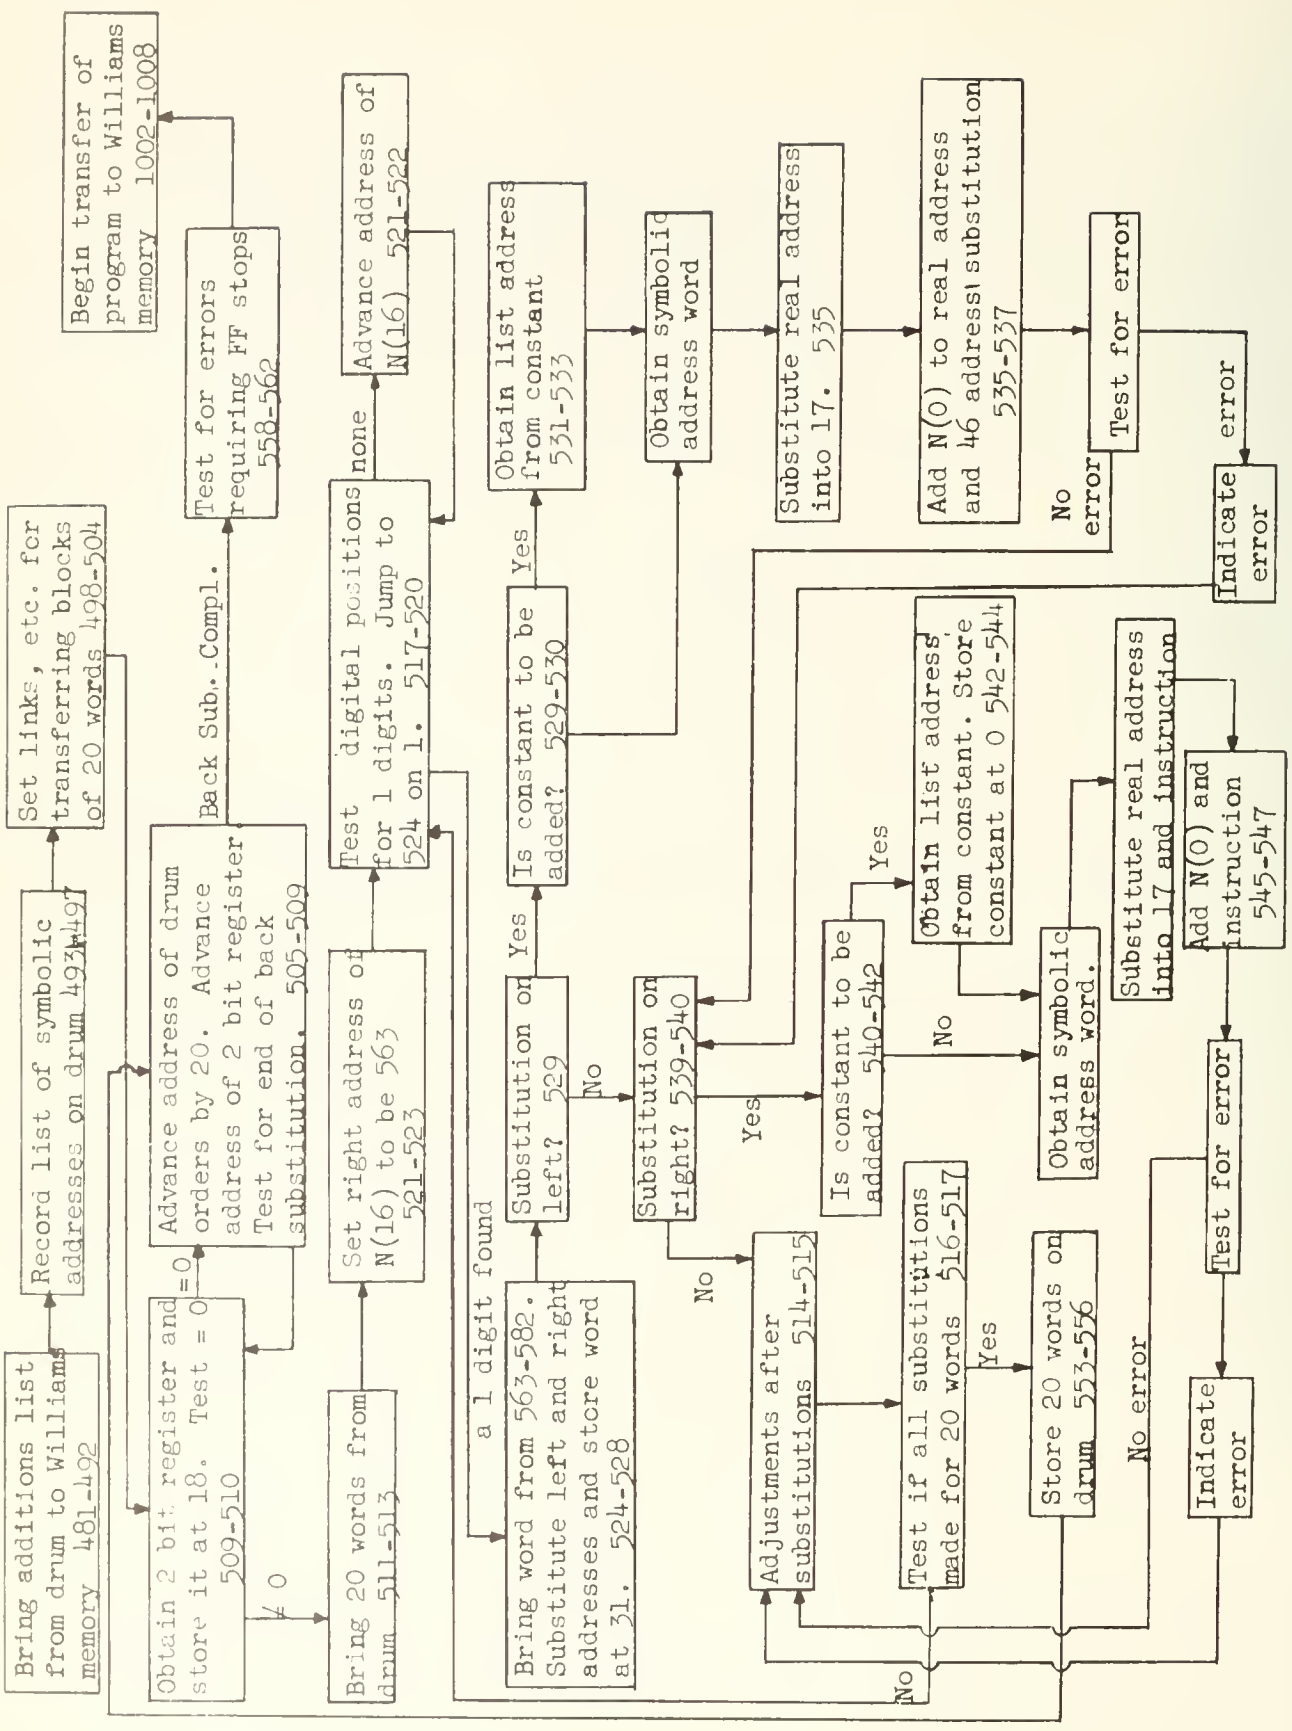 Bring additions list
from drum to Williams
memory 481-492
Record list of symbolic
addresses on drum 493-497
Set links, etc. for
transferring blocks
of 20 words 498-504
Obtain 2 bit register and
store it at 18. Test = 0
509-510
=0
≠ 0
Advance address of drum
orders by 20. Advance
address of 2 bit register
Test for end of back
substitution. 505-509
Back Sub. Compl.
Test for errors
requiring FF stops
558-562
Begin transfer of
program to Williams
memory 1002-1008
Bring 20 words from
drum 511-513
Set right address of
N(16) to be 563
521-523
Test digital positions
for 1 digits. Jump to
524 on 1. 517-520
none
Advance address of
N(16) 521-522
a 1 digit found
Bring word from 563-582.
Substitute left and right
addresses and store word
at 31. 524-528
Substitution on
left? 529
Yes
No
Is constant to be
added? 529-530
Yes
Obtain list address
from constant
531-533
Obtain symbolic
address word
Substitute real address
into 17. 535
Add N(0) to real address
and 46 address substitution
535-537
Test for error
No
error
error
Indicate
error
Substitution on
right? 539-540
No
Yes
Is constant to be
added? 540-542
Yes
No
Obtain list address
from constant. Store
constant at 0 542-544
Obtain symbolic
address word.
Substitute real address
into 17 and instruction
Add N(0) and
instruction
545-547
Test for error
No error
Indicate
error
Adjustments after
substitutions 514-515
Test if all substitutions
made for 20 words 516-517
No
Yes
Store 20 words on
drum 553-556